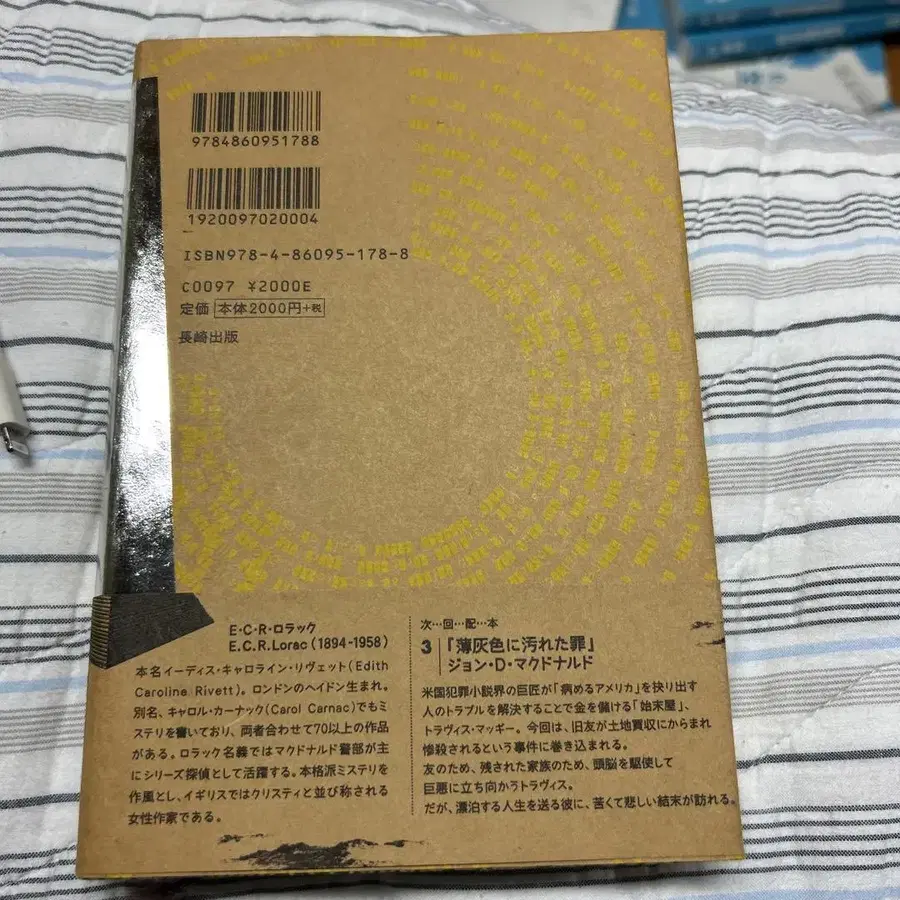 9784860951788
1920097020004
ISBN978-4-86095-178-8
C0097 ¥2000E
定価 本体2000円+税
長崎出版
E・C・R・ロラック
E.C.R.Lorac(1894-1958)
本名イーディス・キャロライン・リヴェット(Edith
Caroline Rivett)。ロンドンのヘイドン生まれ。
別名、キャロル・カーナック(Carol Carnac)でもミ
ステリを書いており、両者合わせて70以上の作品
がある。ロラック名義ではマクドナルド警部が主
にシリーズ探偵として活躍する。本格派ミステリを
作風とし、イギリスではクリスティと並び称される
女性作家である。
次…回…配…本
3 『薄灰色に汚れた罪』
ジョン・D・マクドナルド
米国犯罪小説界の巨匠が「病めるアメリカ」を抉り出す
人のトラブルを解決することで金を儲ける「始末屋」、
トラヴィス・マッギー。今回は、旧友が土地買収にからまれ
惨殺されるという事件に巻き込まれる。
友のため、残された家族のため、頭脳を駆使して
巨悪に立ち向かうトラヴィス。
だが、漂泊する人生を送る彼に、苦くて悲しい結末が訪れる。